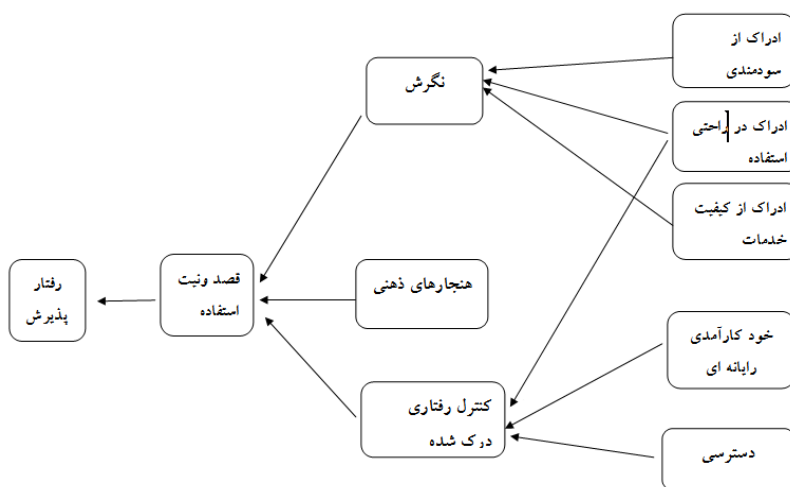 ادراک از
سودمندی
نگرش
ادراک در راحتی
استفاده
ادراک از کیفیت
خدمات
هنجارهای ذهنی
قصد ونیت
استفاده
رفتار
پذیرش
خود کارآمدی
رایانه ای
کنترل رفتاری
درک شده
دسترسی